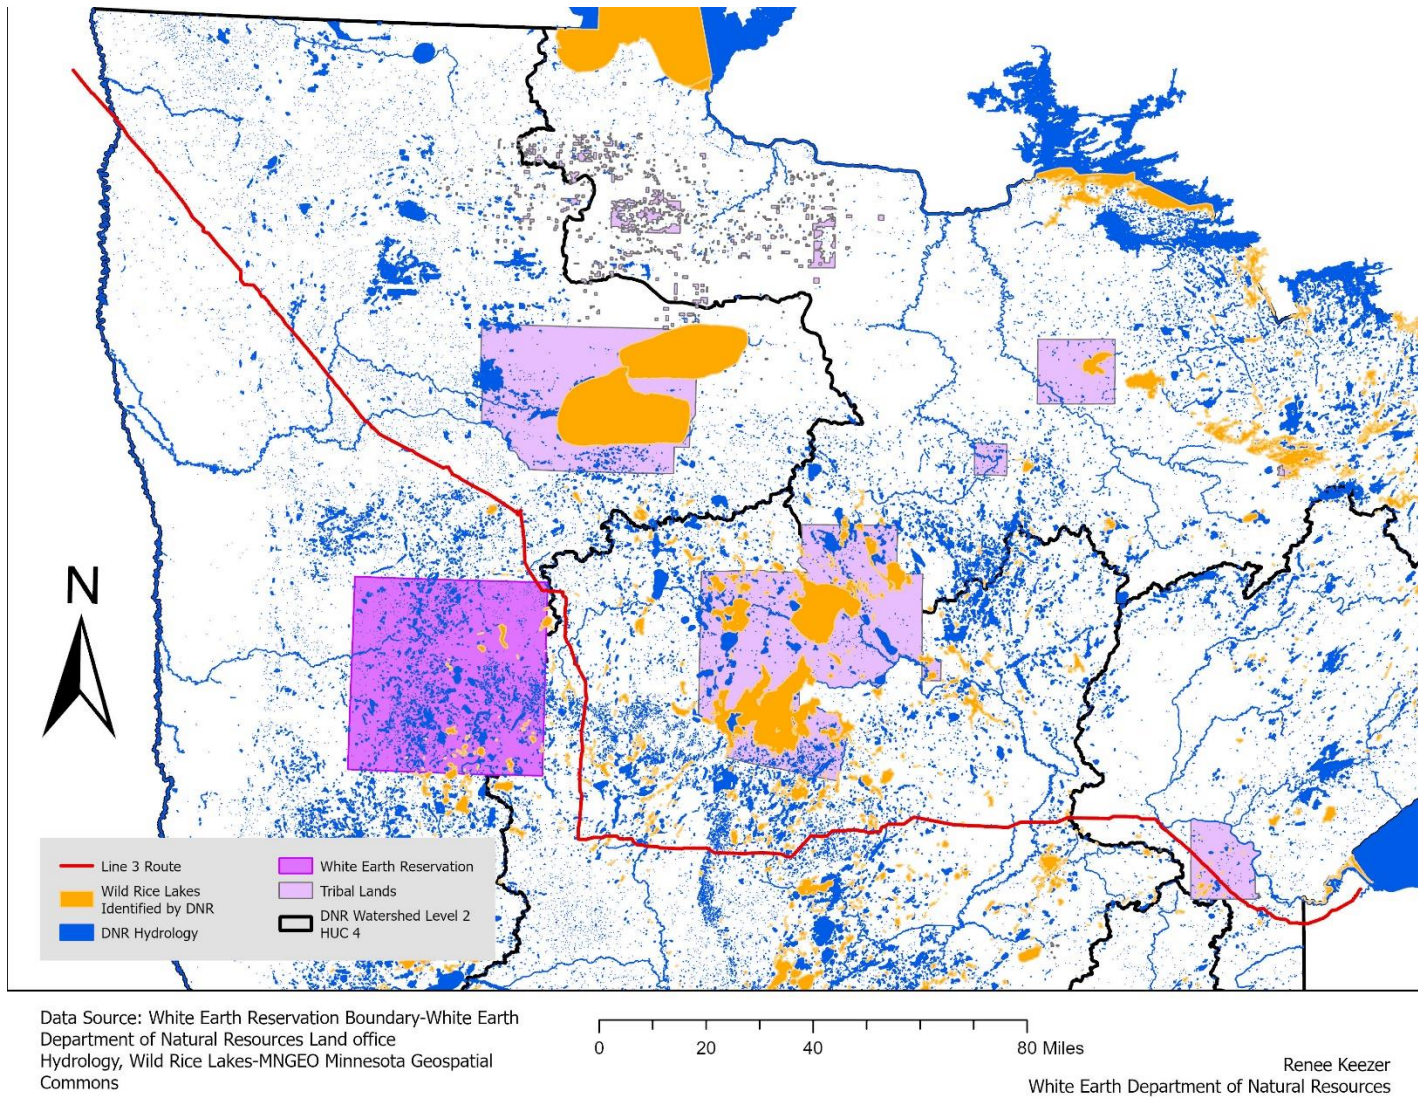 N
Line 3 Route
Wild Rice Lakes
Identified by DNR
DNR Hydrology
White Earth Reservation
Tribal Lands
DNR Watershed Level 2
HUC 4
Data Source: White Earth Reservation Boundary-White Earth
Department of Natural Resources Land office
Hydrology, Wild Rice Lakes-MNGEO Minnesota Geospatial
Commons
0 20 40 80 Miles
Renee Keezer
White Earth Department of Natural Resources